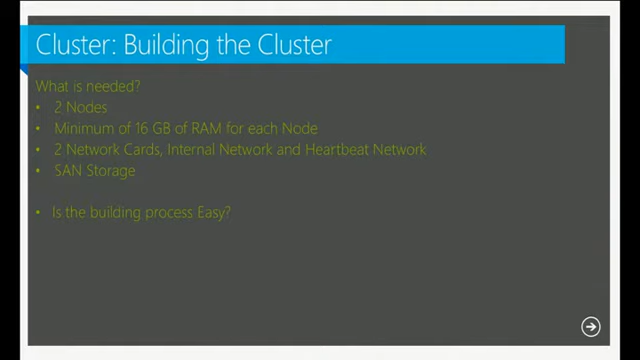 Cluster: Building the Cluster
What is needed?
• 2 Nodes
• Minimum of 16 GB of RAM for each Node
• 2 Network Cards, Internal Network and Heartbeat Network
• SAN Storage
• Is the building process Easy?